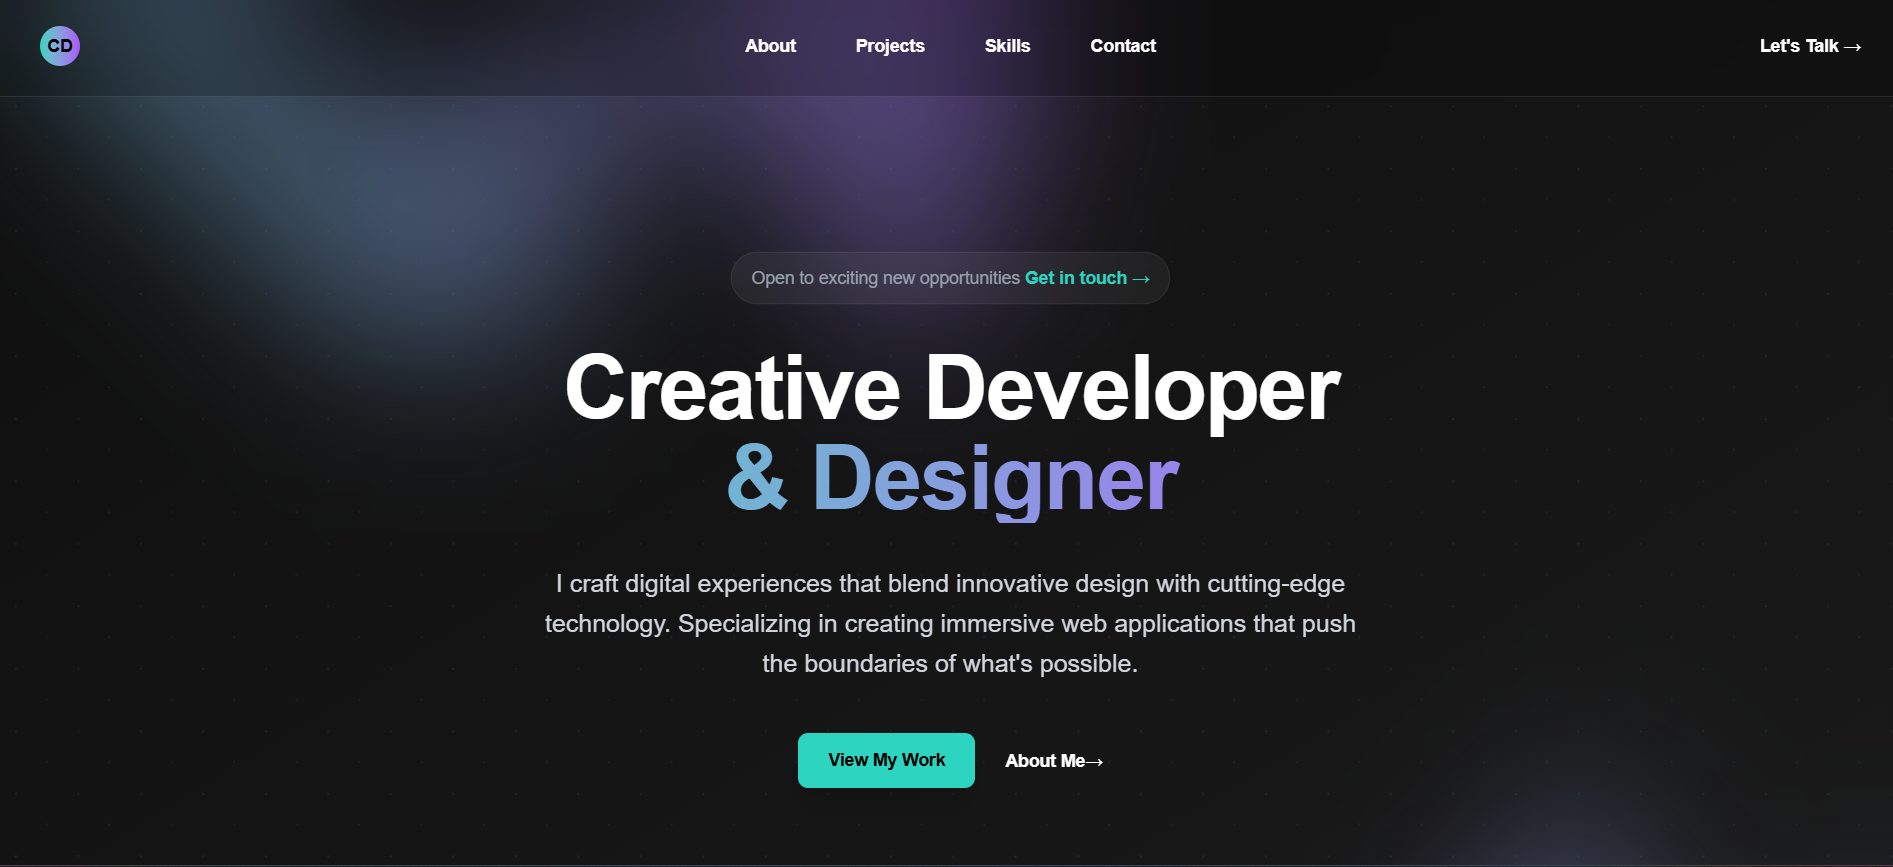 CD
About
Projects
Skills
Contact
Let's Talk →
Open to exciting new opportunities Get in touch →
Creative Developer
& Designer
I craft digital experiences that blend innovative design with cutting-edge
technology. Specializing in creating immersive web applications that push
the boundaries of what's possible.
View My Work
About Me→